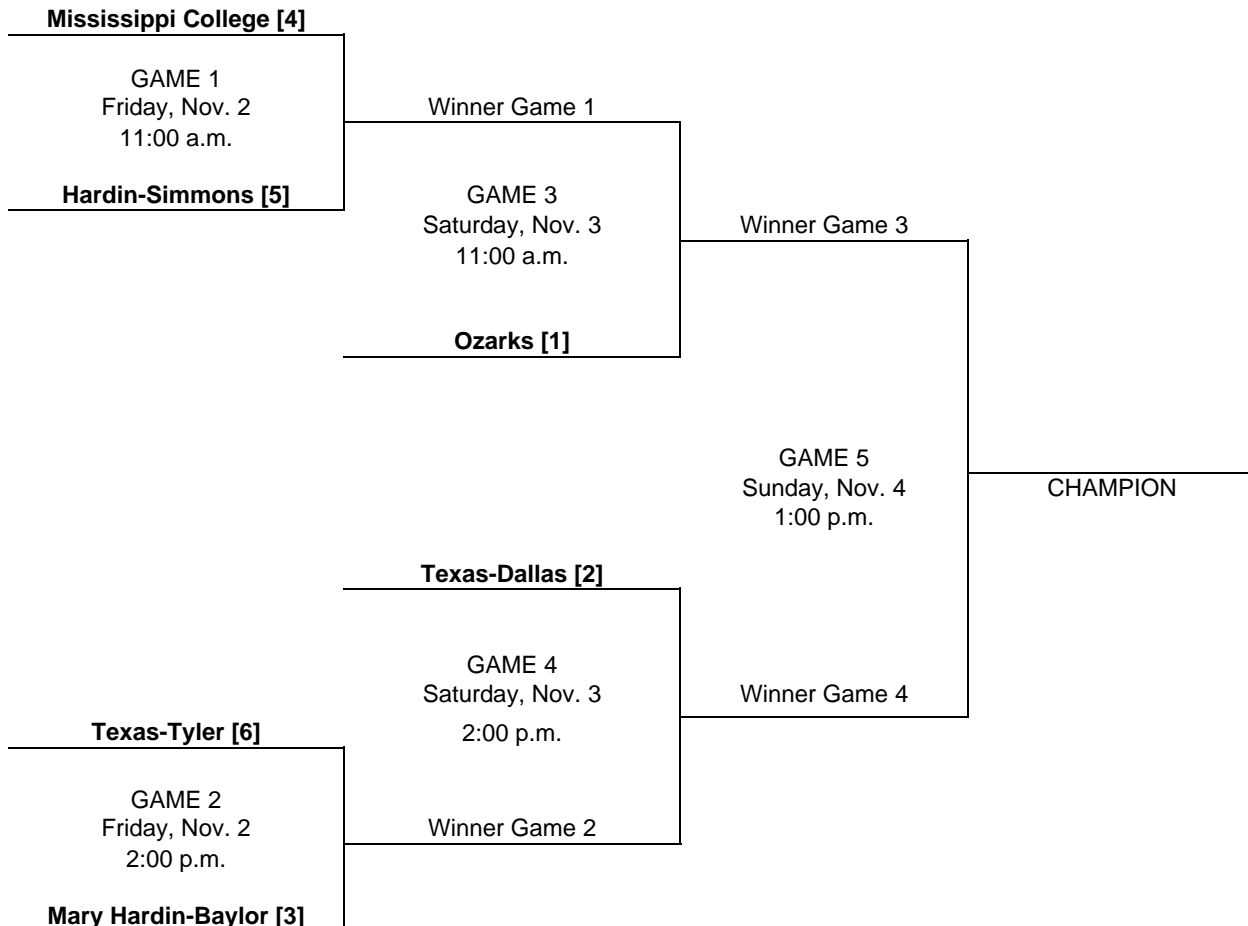 Mississippi College [4]
GAME 1
Friday, Nov. 2
11:00 a.m.
Winner Game 1
Hardin-Simmons [5]
GAME 3
Saturday, Nov. 3
11:00 a.m.
Winner Game 3
Ozarks [1]
GAME 5
Sunday, Nov. 4
1:00 p.m.
CHAMPION
Texas-Dallas [2]
GAME 4
Saturday, Nov. 3
2:00 p.m.
Winner Game 4
Texas-Tyler [6]
GAME 2
Friday, Nov. 2
2:00 p.m.
Winner Game 2
Mary Hardin-Baylor [3]